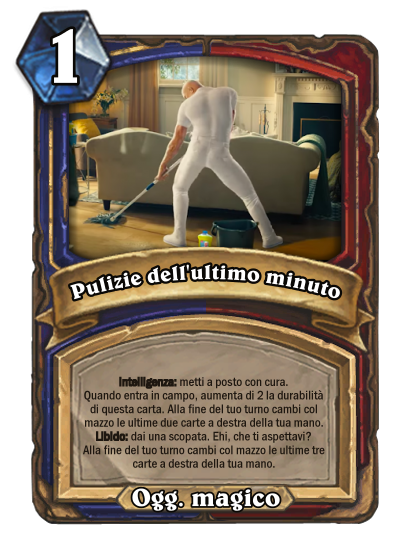 1
Pulizie dell'ultimo minuto
Intelligenza: metti a posto con cura.
Quando entra in campo, aumenta di 2 la durabilità
di questa carta. Alla fine del tuo turno cambi col
mazzo le ultime due carte a destra della tua mano.
Libido: dai una scopata. Ehi, che ti aspettavi?
Alla fine del tuo turno cambi col mazzo le ultime tre
carte a destra della tua mano.
Ogg. magico